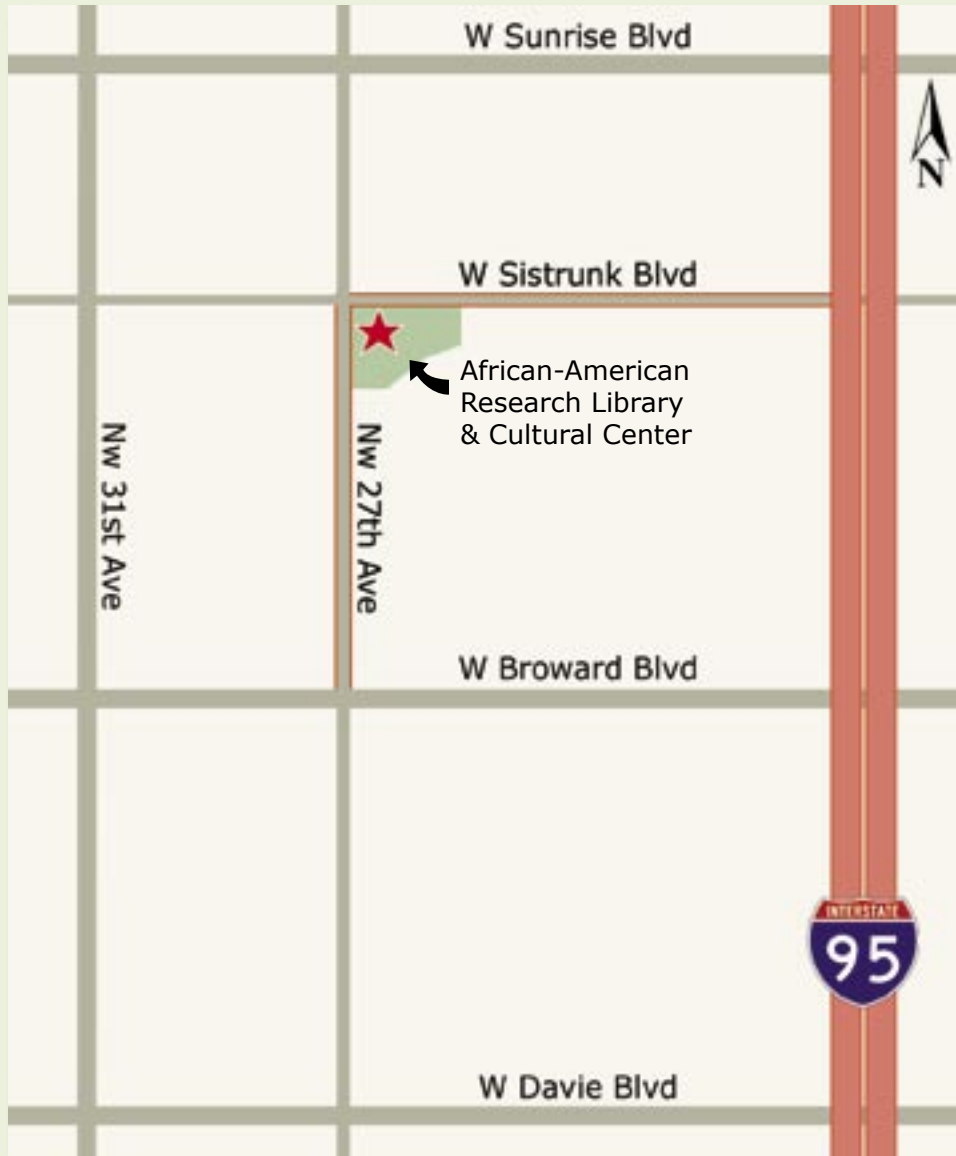 W Sunrise Blvd
N
W Sistrunk Blvd
African-American
Research Library
& Cultural Center
Nw 31st Ave
Nw 27th Ave
W Broward Blvd
INTERSTATE
95
W Davie Blvd